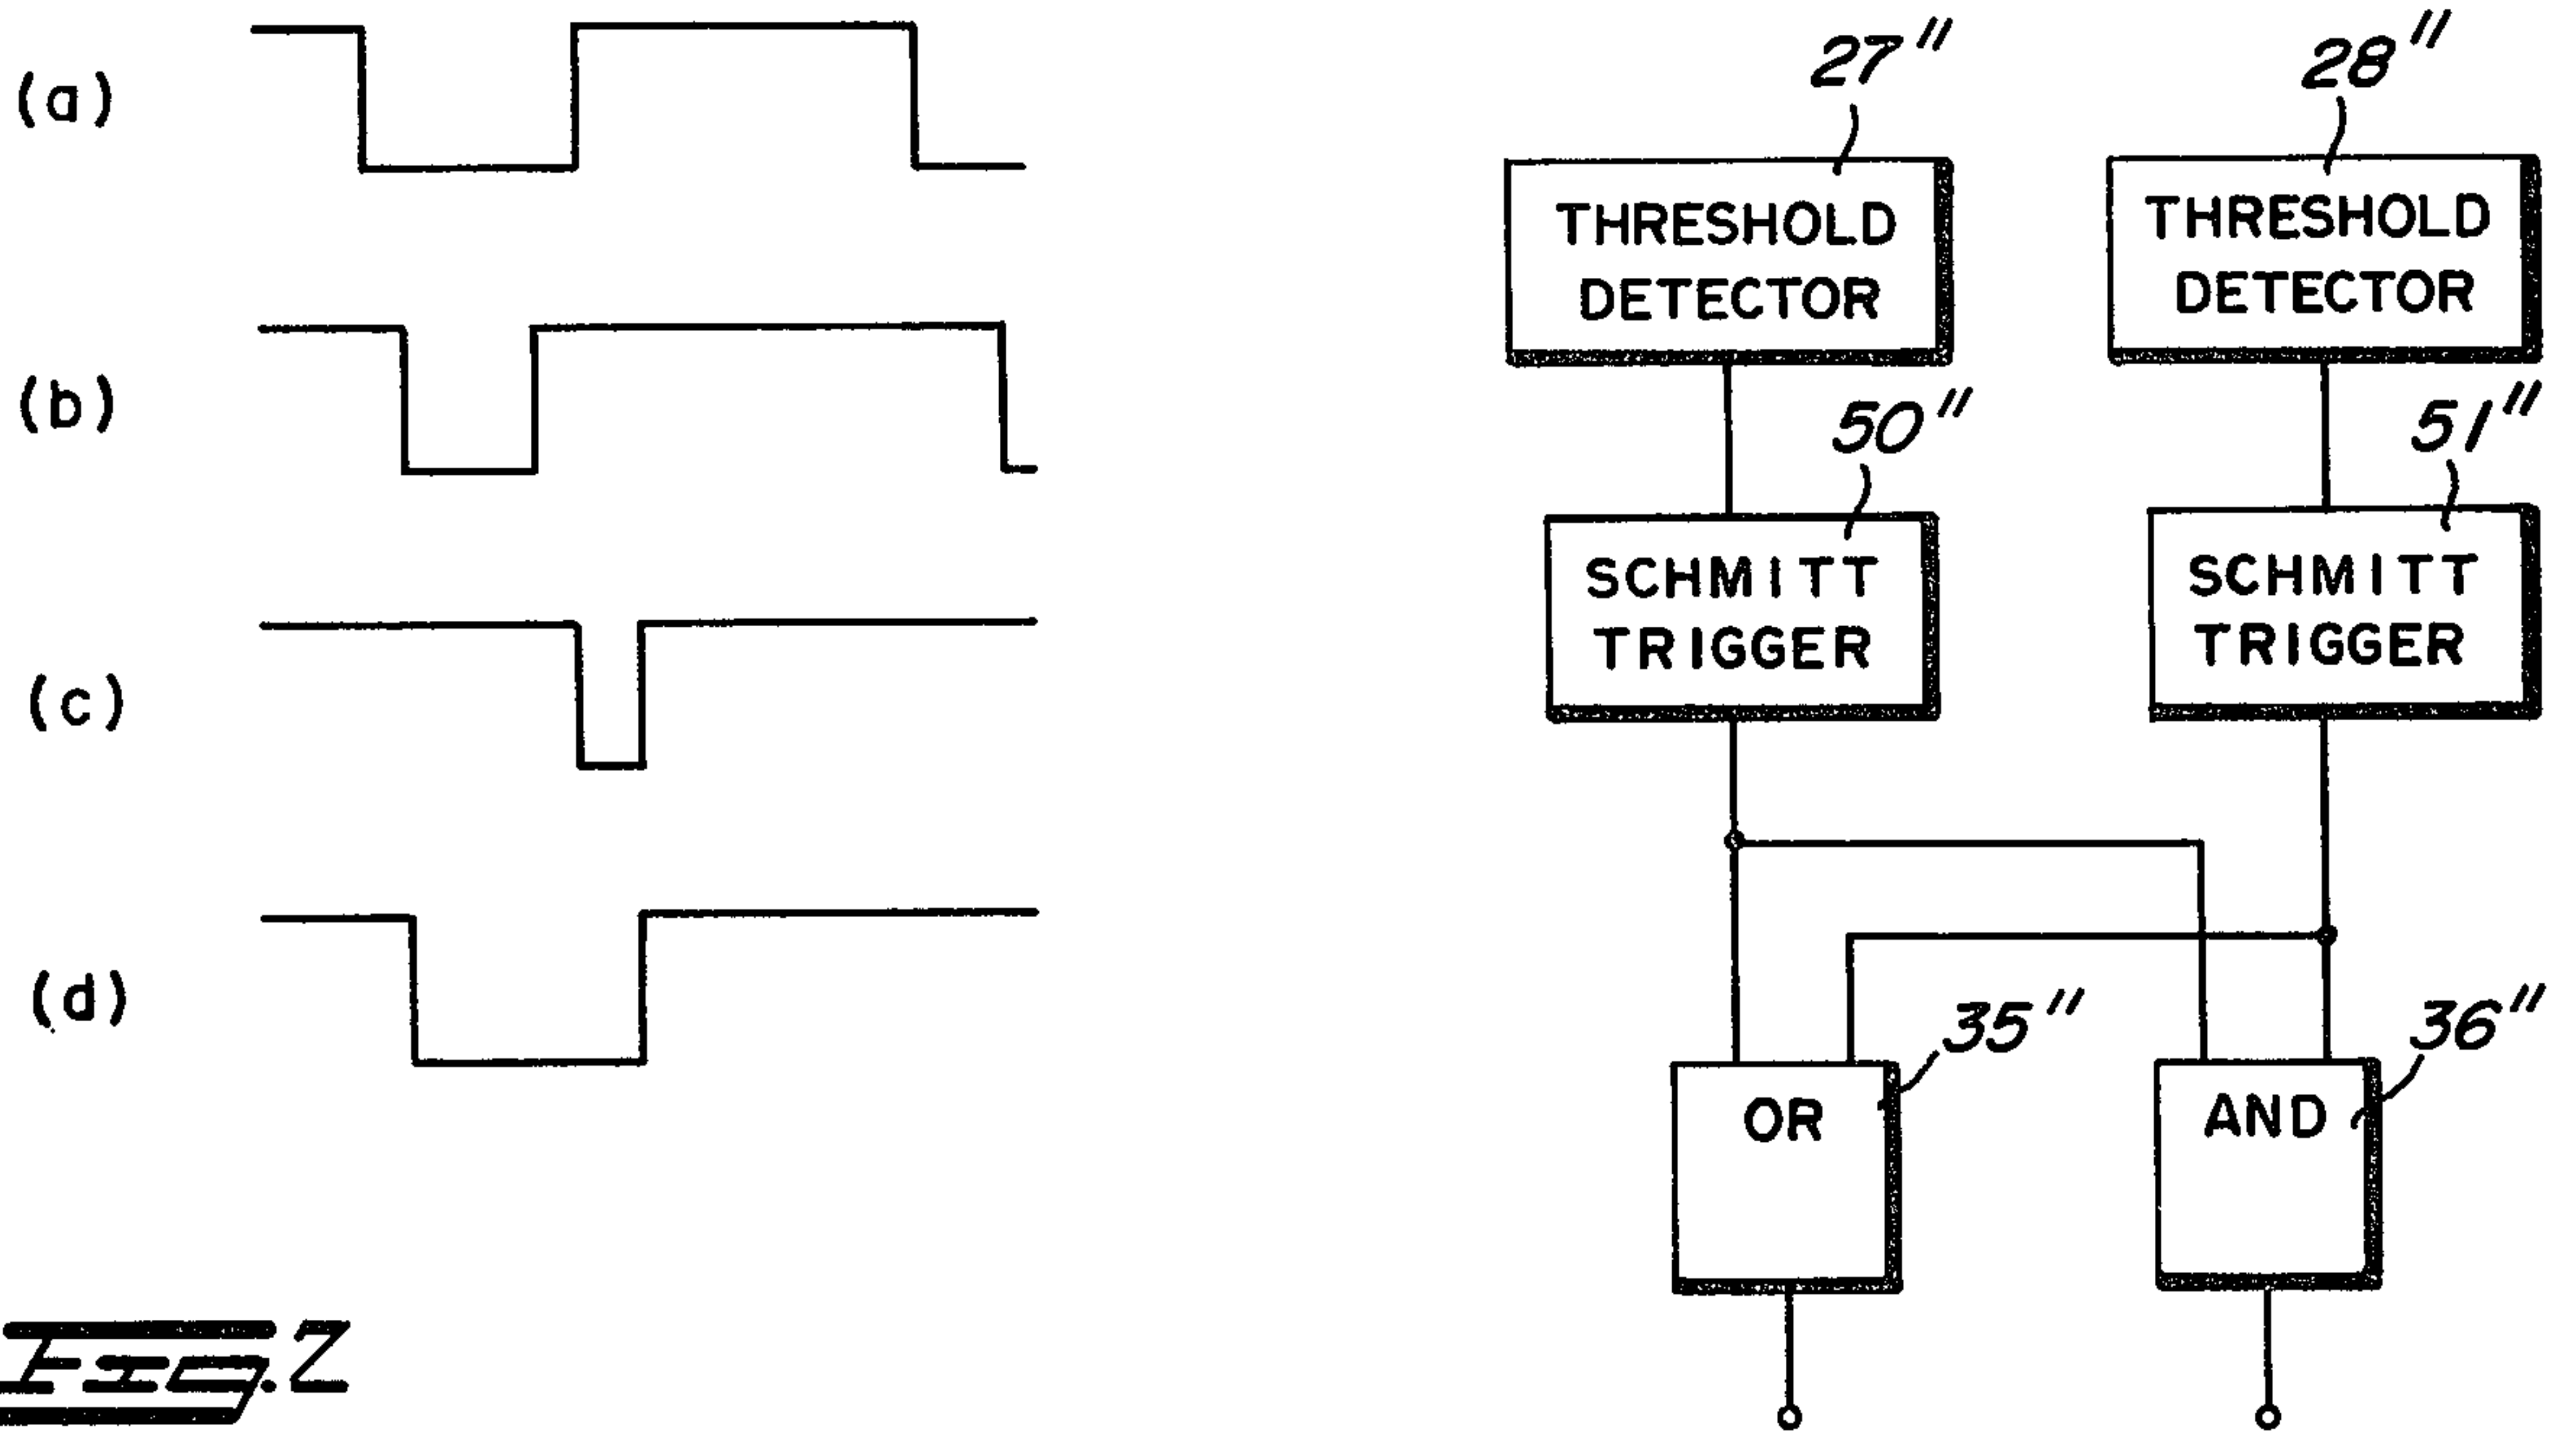 (a)
(b)
(c)
(d)
FIG. 2
27"
28"
THRESHOLD
DETECTOR
THRESHOLD
DETECTOR
50"
51"
SCHMITT
TRIGGER
SCHMITT
TRIGGER
35"
36"
OR
AND